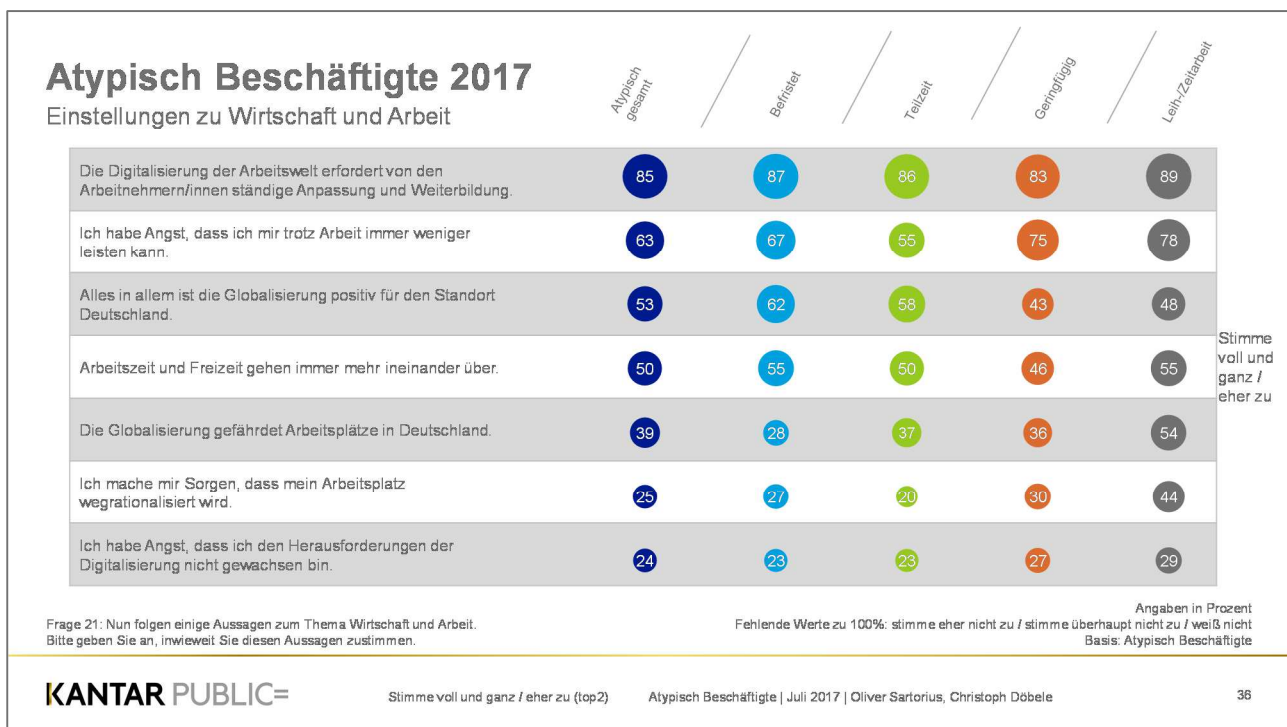 Atypisch Beschäftigte 2017
Einstellungen zu Wirtschaft und Arbeit
Atypisch
gesamt
Befristet
Teilzeit
Geringfügig
Leih-/Zeitarbeit
Die Digitalisierung der Arbeitswelt erfordert von den
Arbeitnehmern/innen ständige Anpassung und Weiterbildung.
85 87 86 83 89
Ich habe Angst, dass ich mir trotz Arbeit immer weniger
leisten kann.
63 67 55 75 78
Alles in allem ist die Globalisierung positiv für den Standort
Deutschland.
53 62 58 43 48
Arbeitszeit und Freizeit gehen immer mehr ineinander über.
50 55 50 46 55
Die Globalisierung gefährdet Arbeitsplätze in Deutschland.
39 28 37 36 54
Ich mache mir Sorgen, dass mein Arbeitsplatz
wegrationalisiert wird.
25 27 20 30 44
Ich habe Angst, dass ich den Herausforderungen der
Digitalisierung nicht gewachsen bin.
24 23 23 27 29
Stimme
voll und
ganz /
eher zu
Frage 21: Nun folgen einige Aussagen zum Thema Wirtschaft und Arbeit.
Bitte geben Sie an, inwieweit Sie diesen Aussagen zustimmen.
Angaben in Prozent
Fehlende Werte zu 100%: stimme eher nicht zu / stimme überhaupt nicht zu / weiß nicht
Basis: Atypisch Beschäftigte
KANTAR PUBLIC=
Stimme voll und ganz / eher zu (top2)
Atypisch Beschäftigte | Juli 2017 | Oliver Sartorius, Christoph Döbele
36